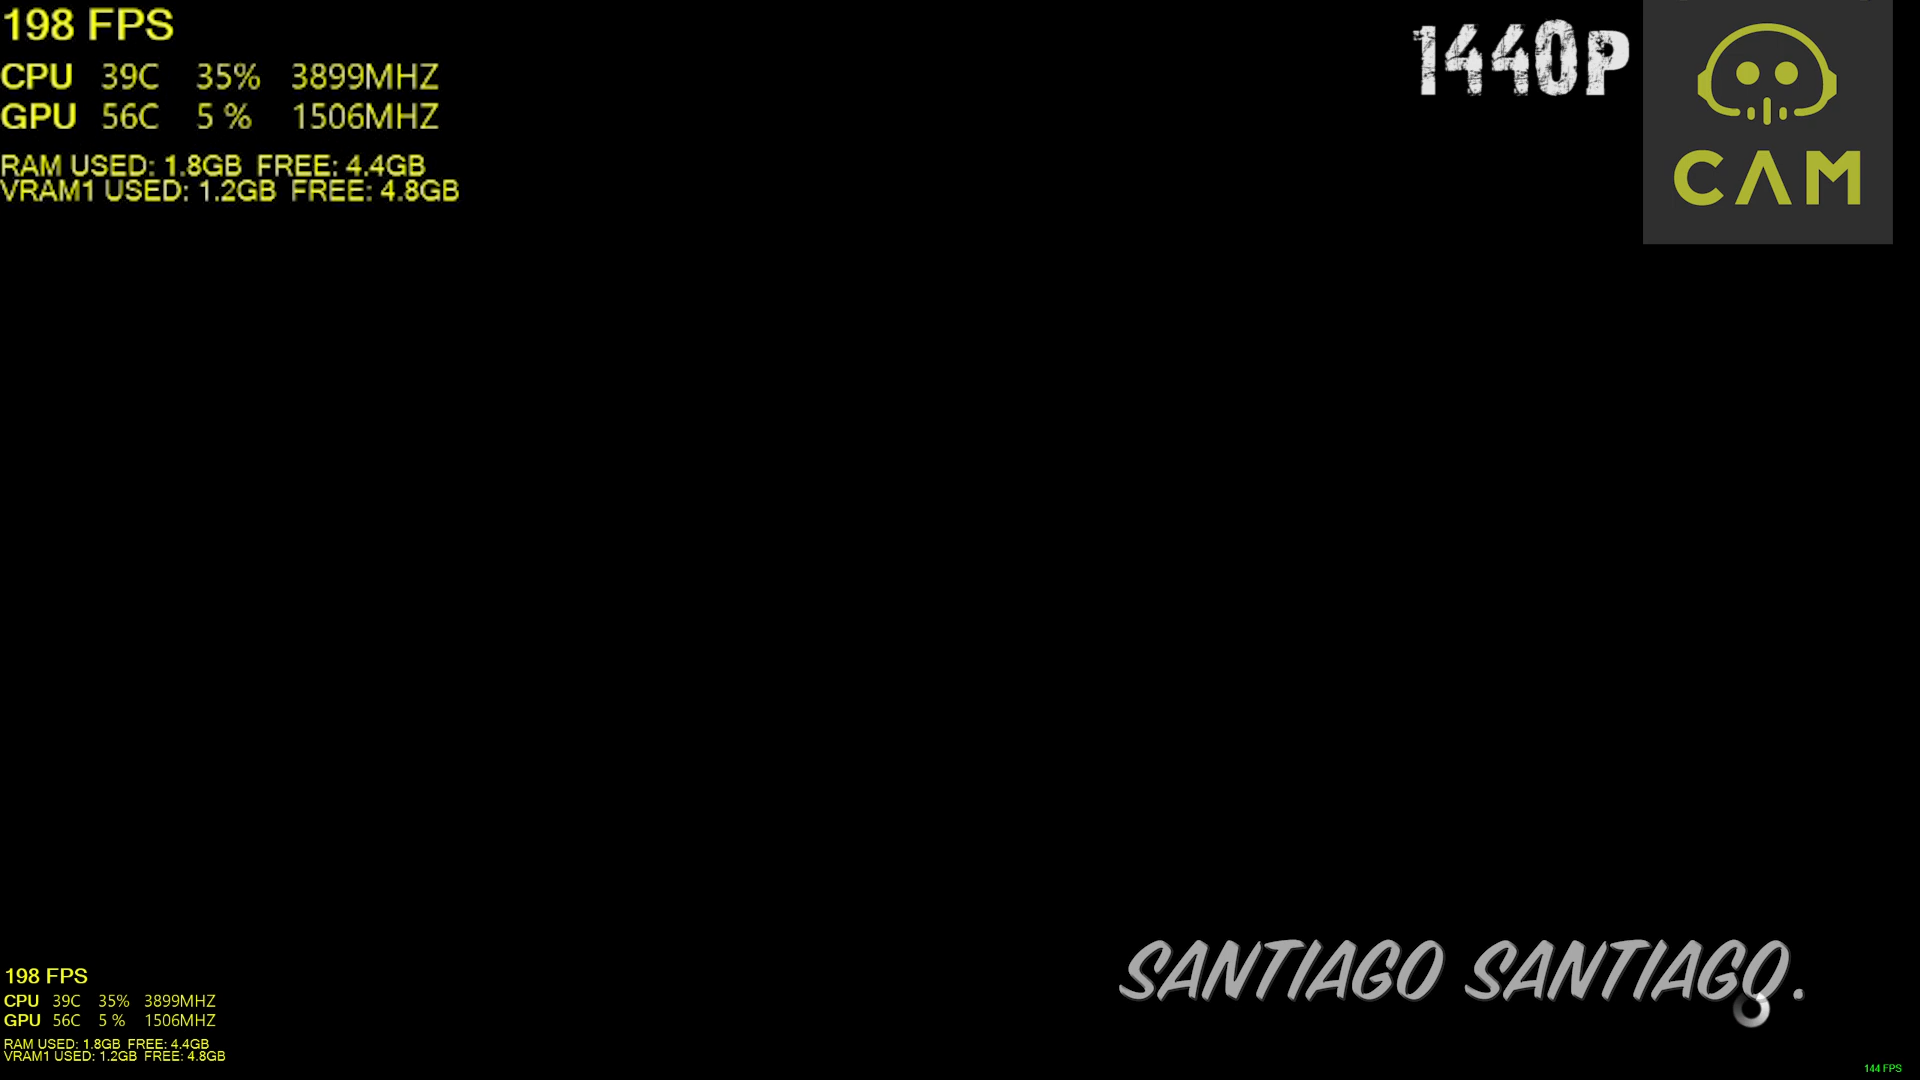 198 FPS
CPU 39C 35% 3899MHZ
GPU 56C 5 % 1506MHZ
RAM USED: 1.8GB FREE: 4.4GB
VRAM1 USED: 1.2GB FREE: 4.8GB
1440P
CAM
SANTIAGO SANTIAGO.
198 FPS
CPU 39C 35% 3899MHZ
GPU 56C 5 % 1506MHZ
RAM USED: 1.8GB FREE: 4.4GB
VRAM1 USED: 1.2GB FREE: 4.8GB
144 FPS